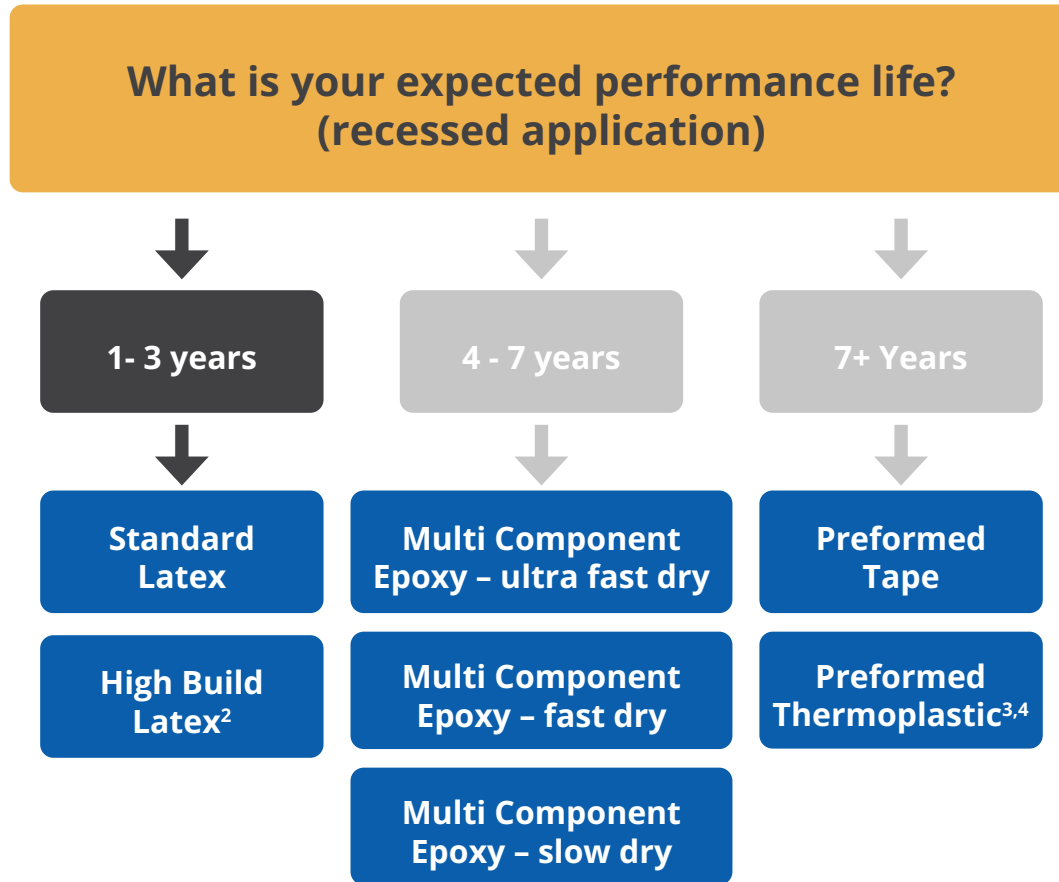 What is your expected performance life?
(recessed application)
1- 3 years
4 - 7 years
7+ Years
Standard
Latex
Multi Component
Epoxy – ultra fast dry
Preformed
Tape
High Build
Latex²
Multi Component
Epoxy – fast dry
Preformed
Thermoplastic³,⁴
Multi Component
Epoxy – slow dry